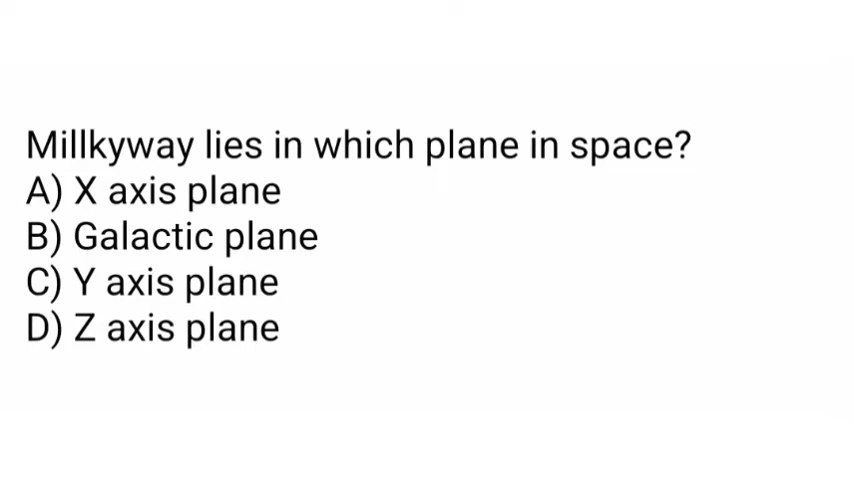 Millkyway lies in which plane in space?
A) X axis plane
B) Galactic plane
C) Y axis plane
D) Z axis plane